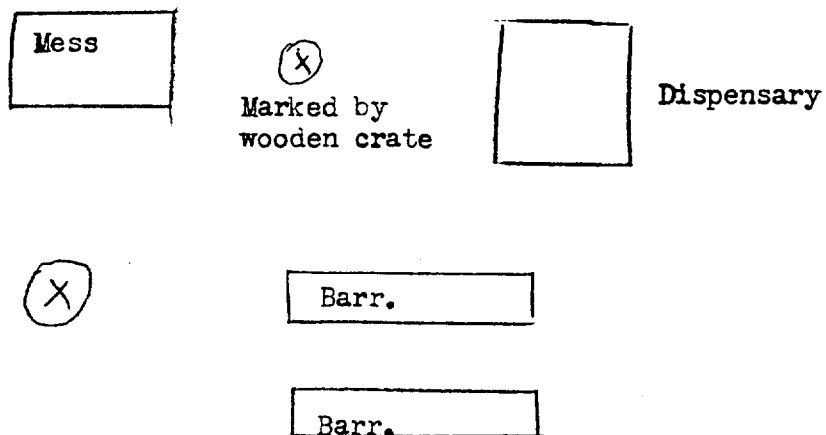 Mess
X
Marked by
wooden crate
Dispensary
X
Barr.
Barr.